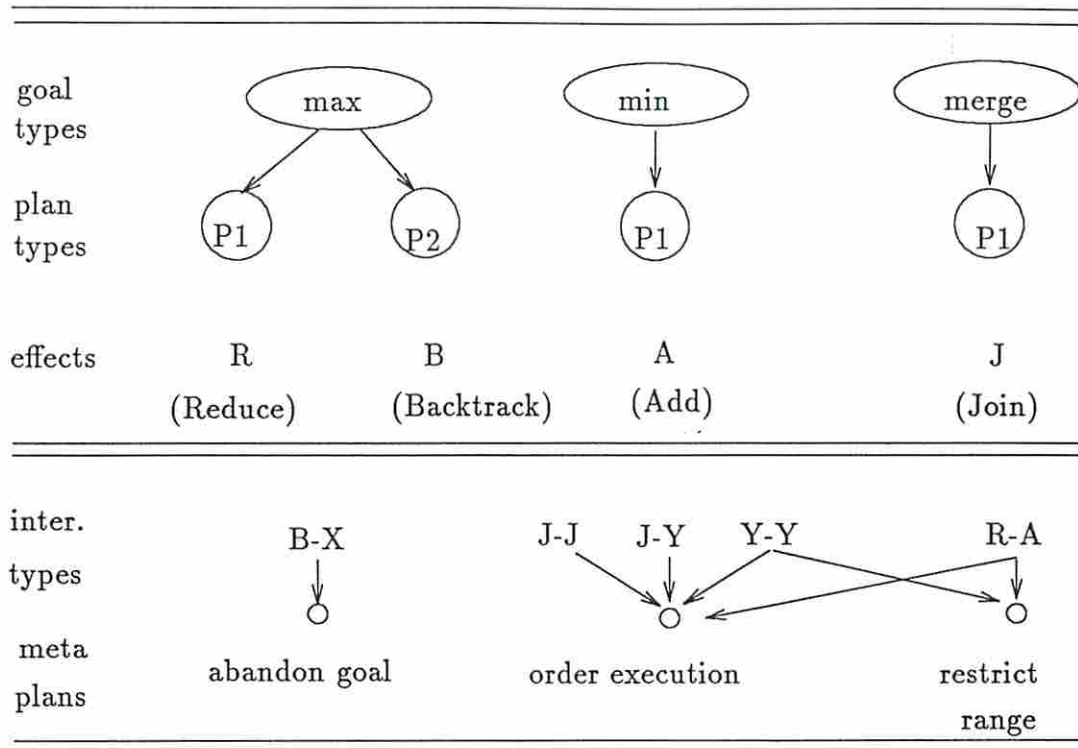 goal
types
max
min
merge
plan
types
P1
P2
P1
P1
effects
R
B
A
J
(Reduce)
(Backtrack)
(Add)
(Join)
inter.
types
B-X
J-J
J-Y
Y-Y
R-A
meta
plans
abandon goal
order execution
restrict
range